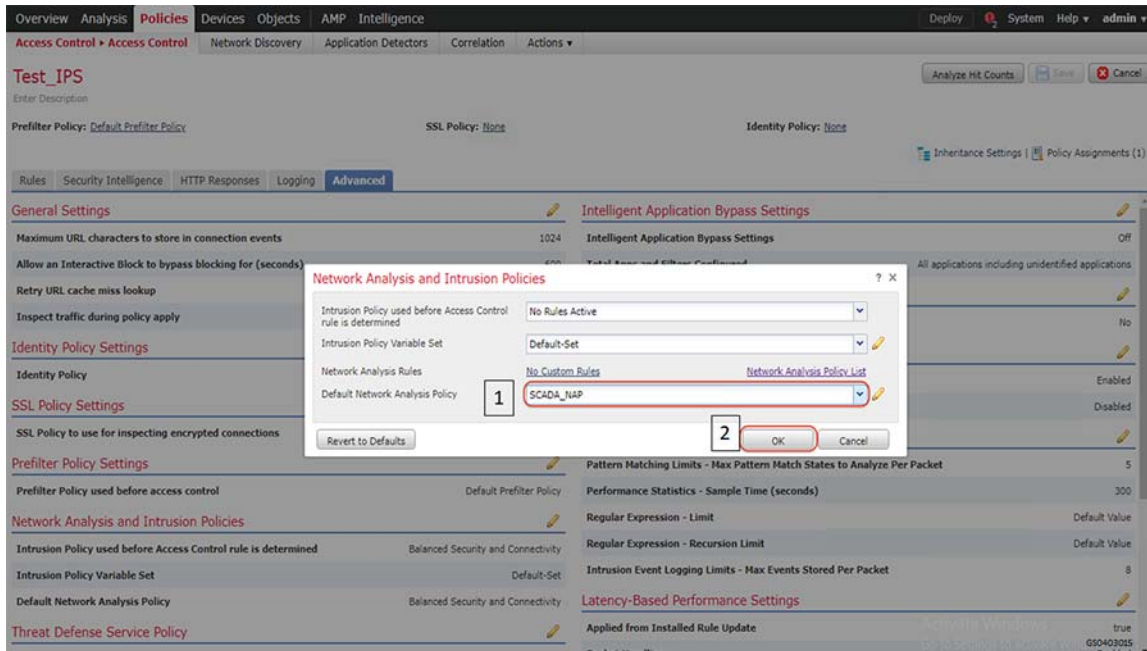 Overview Analysis Policies Devices Objects AMP Intelligence Deploy 2 System Help admin
Access Control Access Control Network Discovery Application Detectors Correlation Actions
Test_IPS
Analyze Hit Counts Save Cancel
Enter Description
Prefilter Policy: Default Prefilter Policy SSL Policy: None Identity Policy: None
Inheritance Settings | Policy Assignments (1)
Rules Security Intelligence HTTP Responses Logging Advanced
General Settings
Maximum URL characters to store in connection events 1024
Allow an Interactive Block to bypass blocking for (seconds) 600
Retry URL cache miss lookup
Inspect traffic during policy apply
Identity Policy Settings
Identity Policy
SSL Policy Settings
SSL Policy to use for inspecting encrypted connections
Prefilter Policy Settings
Prefilter Policy used before access control Default Prefilter Policy
Network Analysis and Intrusion Policies
Intrusion Policy used before Access Control rule is determined Balanced Security and Connectivity
Intrusion Policy Variable Set Default-Set
Default Network Analysis Policy Balanced Security and Connectivity
Threat Defense Service Policy
Intelligent Application Bypass Settings
Intelligent Application Bypass Settings Off
Total Apps and Filters Configured All applications including unidentified applications
No
Enabled
Disabled
Pattern Matching Limits - Max Pattern Match States to Analyze Per Packet 5
Performance Statistics - Sample Time (seconds) 300
Regular Expression - Limit Default Value
Regular Expression - Recursion Limit Default Value
Intrusion Event Logging Limits - Max Events Stored Per Packet 8
Latency-Based Performance Settings
Applied from Installed Rule Update true
Activate Windows
Network Analysis and Intrusion Policies ? X
Intrusion Policy used before Access Control
rule is determined
No Rules Active
Intrusion Policy Variable Set Default-Set
Network Analysis Rules No Custom Rules Network Analysis Policy List
Default Network Analysis Policy 1 SCADA_NAP
Revert to Defaults 2 OK Cancel
GS0403015